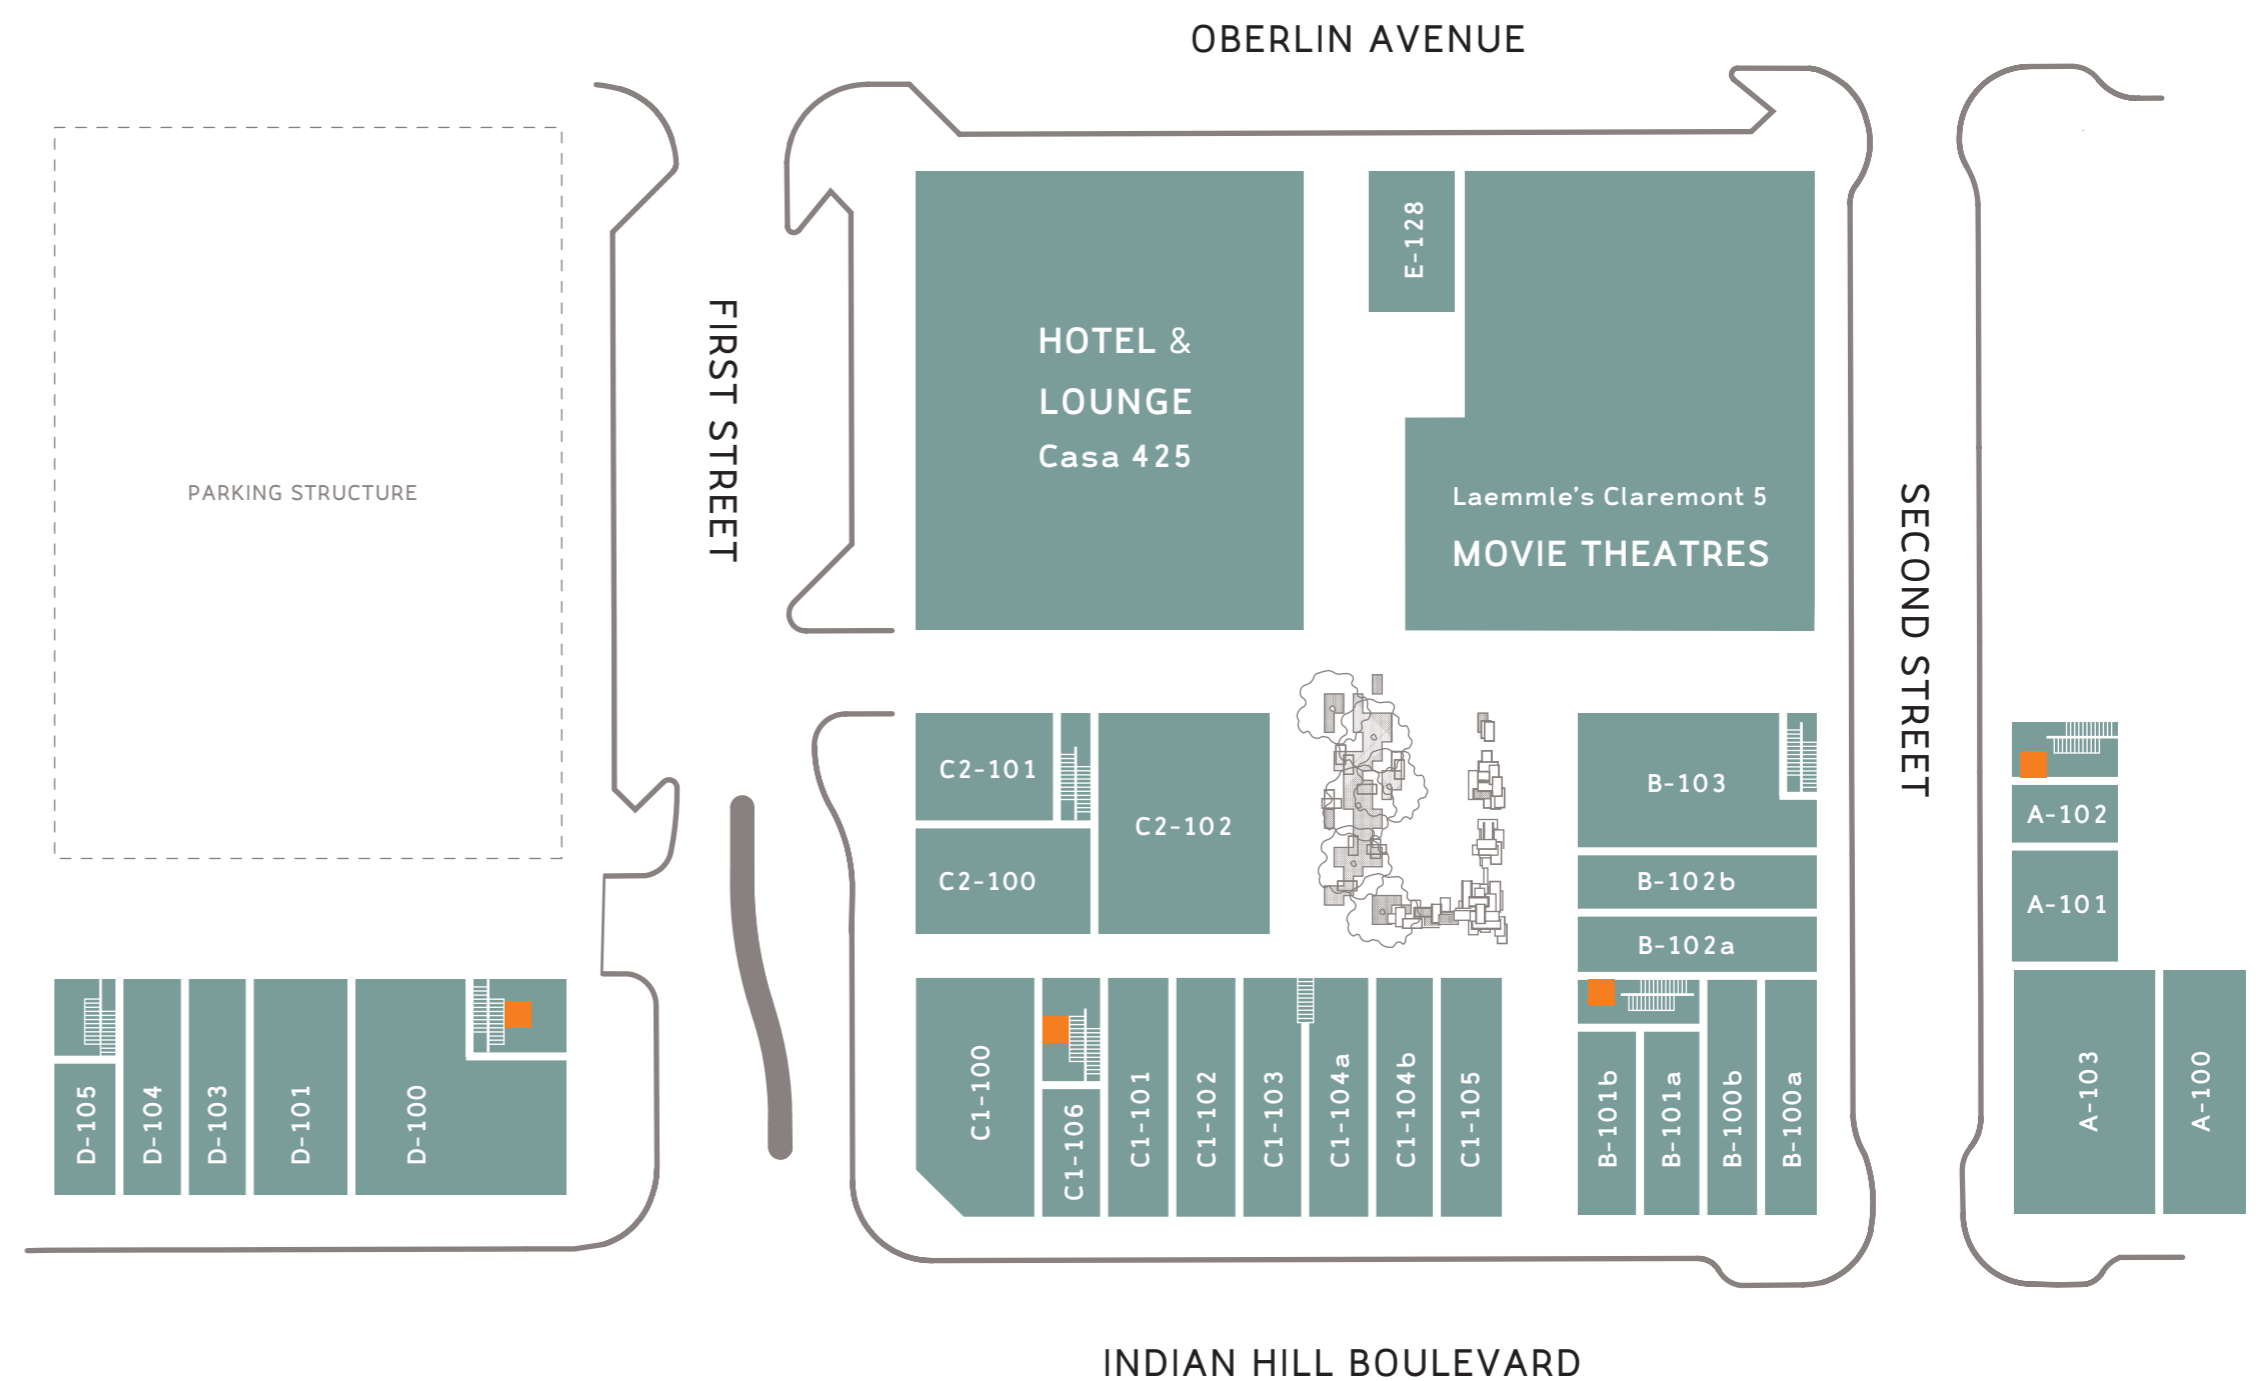 OBERLIN AVENUE
E-128
HOTEL &
LOUNGE
Casa 425
FIRST STREET
PARKING STRUCTURE
Laemmle's Claremont 5
MOVIE THEATRES
SECOND STREET
C2-101
C2-102
C2-100
B-103
B-102b
B-102a
A-102
A-101
D-105
D-104
D-103
D-101
D-100
C1-100
C1-106
C1-101
C1-102
C1-103
C1-104a
C1-104b
C1-105
B-101b
B-101a
B-100b
B-100a
A-103
A-100
INDIAN HILL BOULEVARD